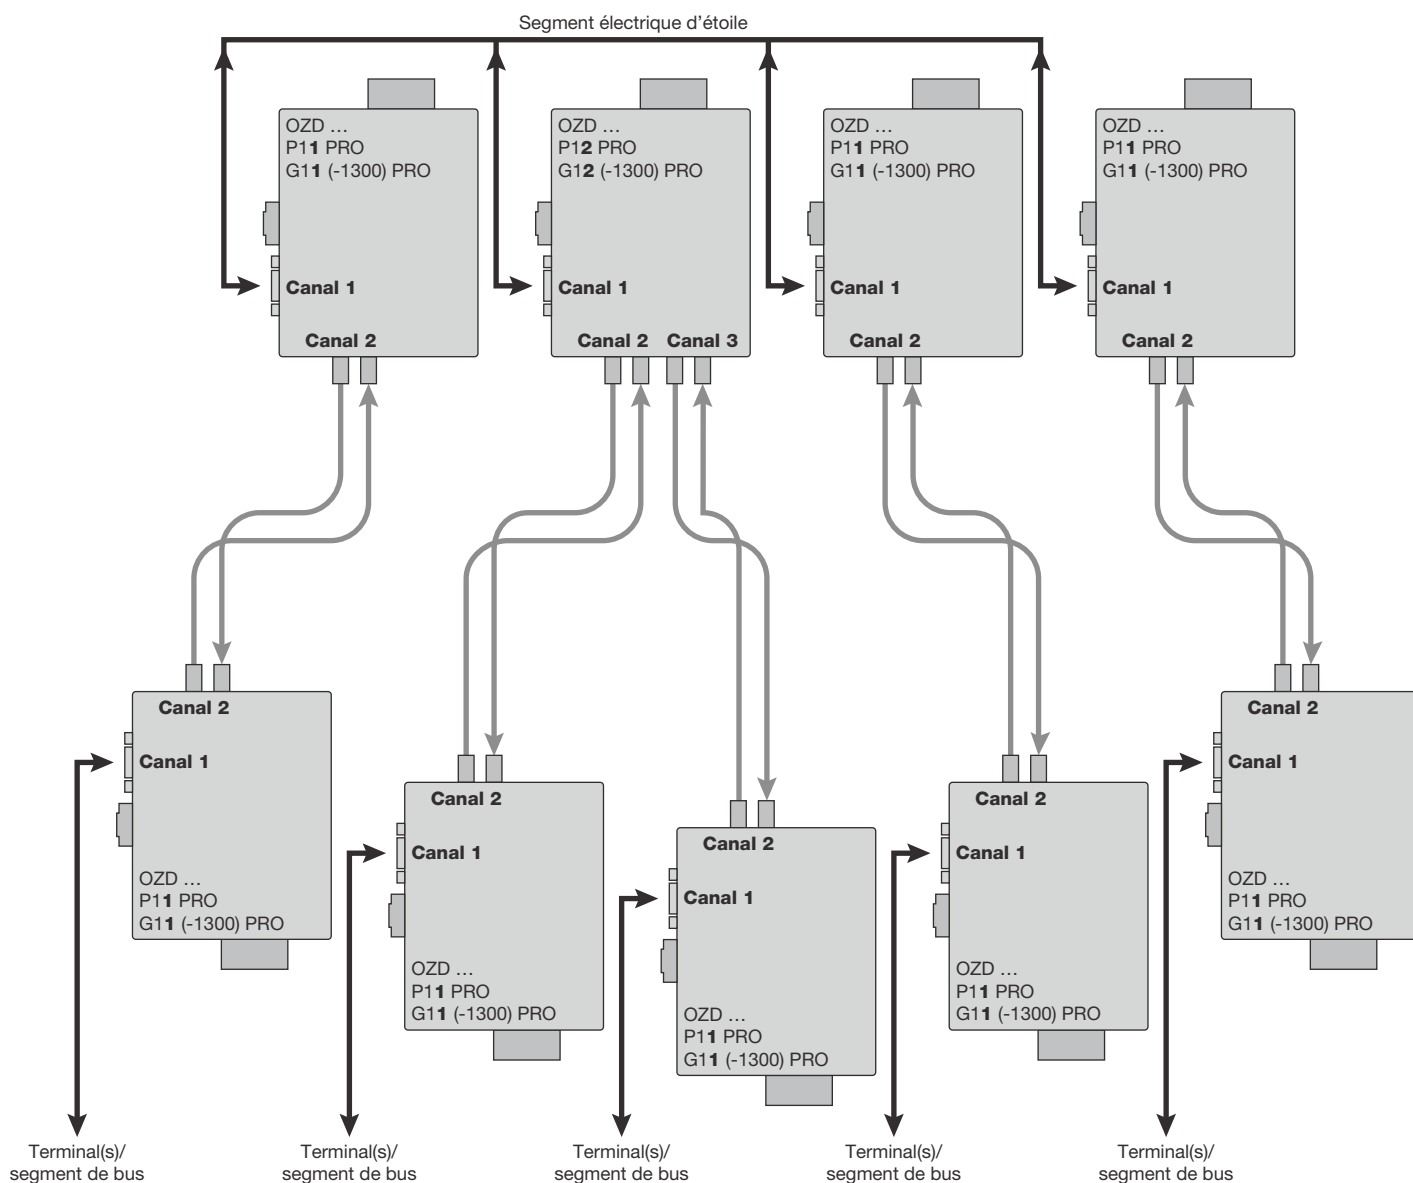 Segment électrique d’étoile
OZD …
P11 PRO
G11 (-1300) PRO
Canal 1
Canal 2
OZD …
P12 PRO
G12 (-1300) PRO
Canal 1
Canal 2 Canal 3
OZD …
P11 PRO
G11 (-1300) PRO
Canal 1
Canal 2
OZD …
P11 PRO
G11 (-1300) PRO
Canal 1
Canal 2
Canal 2
Canal 1
OZD …
P11 PRO
G11 (-1300) PRO
Canal 2
Canal 1
OZD …
P11 PRO
G11 (-1300) PRO
Canal 2
Canal 1
OZD …
P11 PRO
G11 (-1300) PRO
Canal 2
Canal 1
OZD …
P11 PRO
G11 (-1300) PRO
Canal 2
Canal 1
OZD …
P11 PRO
G11 (-1300) PRO
Terminal(s)/
segment de bus
Terminal(s)/
segment de bus
Terminal(s)/
segment de bus
Terminal(s)/
segment de bus
Terminal(s)/
segment de bus